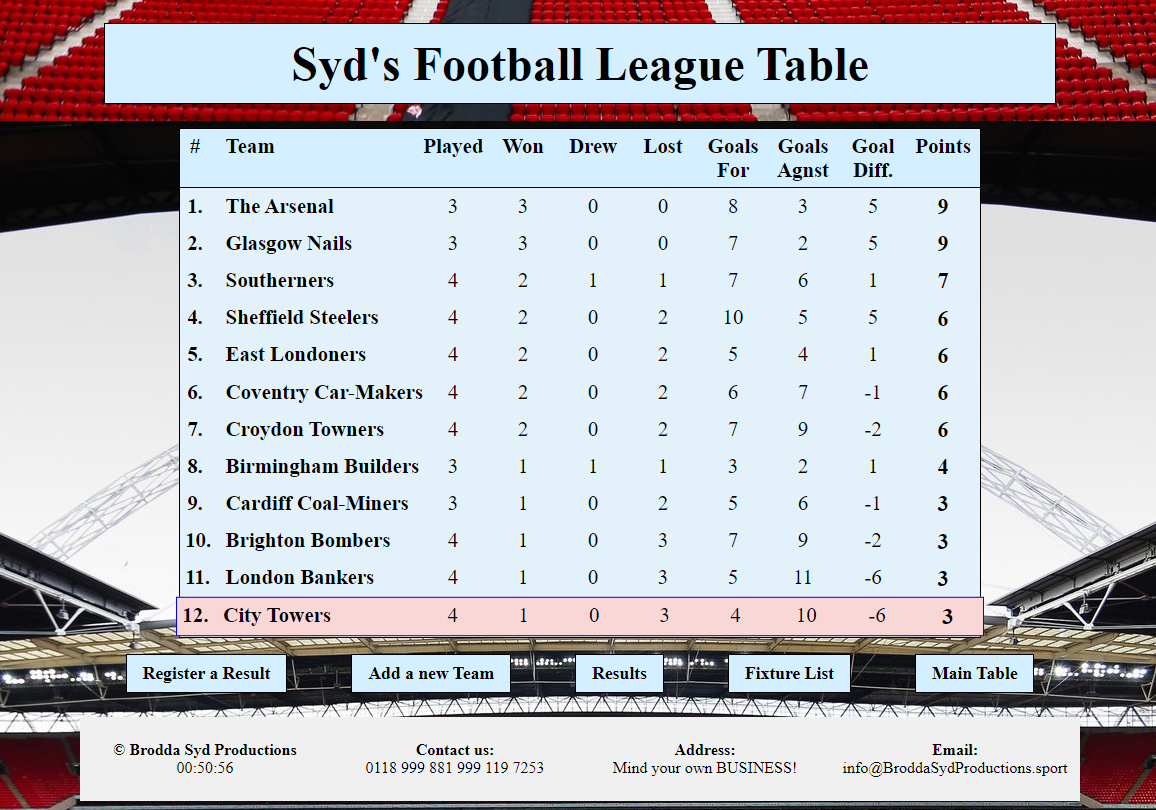 Syd's Football League Table
# Team Played Won Drew Lost Goals For Goals Agnst Goal Diff. Points
1. The Arsenal 3 3 0 0 8 3 5 9
2. Glasgow Nails 3 3 0 0 7 2 5 9
3. Southerners 4 2 1 1 7 6 1 7
4. Sheffield Steelers 4 2 0 2 10 5 5 6
5. East Londoners 4 2 0 2 5 4 1 6
6. Coventry Car-Makers 4 2 0 2 6 7 -1 6
7. Croydon Towners 4 2 0 2 7 9 -2 6
8. Birmingham Builders 3 1 1 1 3 2 1 4
9. Cardiff Coal-Miners 3 1 0 2 5 6 -1 3
10. Brighton Bombers 4 1 0 3 7 9 -2 3
11. London Bankers 4 1 0 3 5 11 -6 3
12. City Towers 4 1 0 3 4 10 -6 3
Register a Result Add a new Team Results Fixture List Main Table
© Brodda Syd Productions Contact us: Address: Email:
00:50:56 0118 999 881 999 119 7253 Mind your own BUSINESS! info@BroddaSydProductions.sport